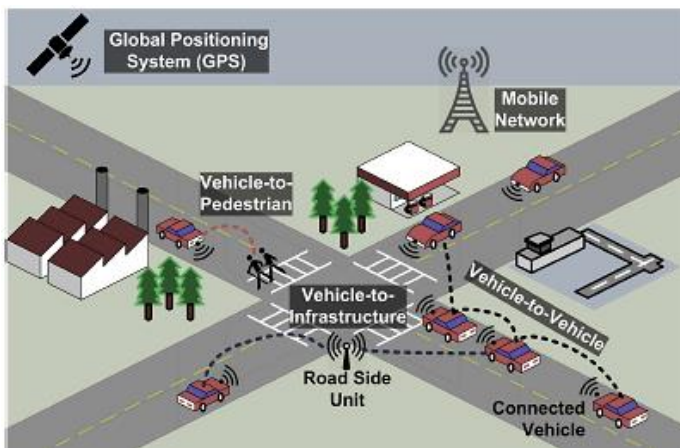 Global Positioning
System (GPS)
Mobile
Network
Vehicle-to-
Pedestrian
Vehicle-to-
Infrastructure
Vehicle-to-Vehicle
Road Side
Unit
Connected
Vehicle